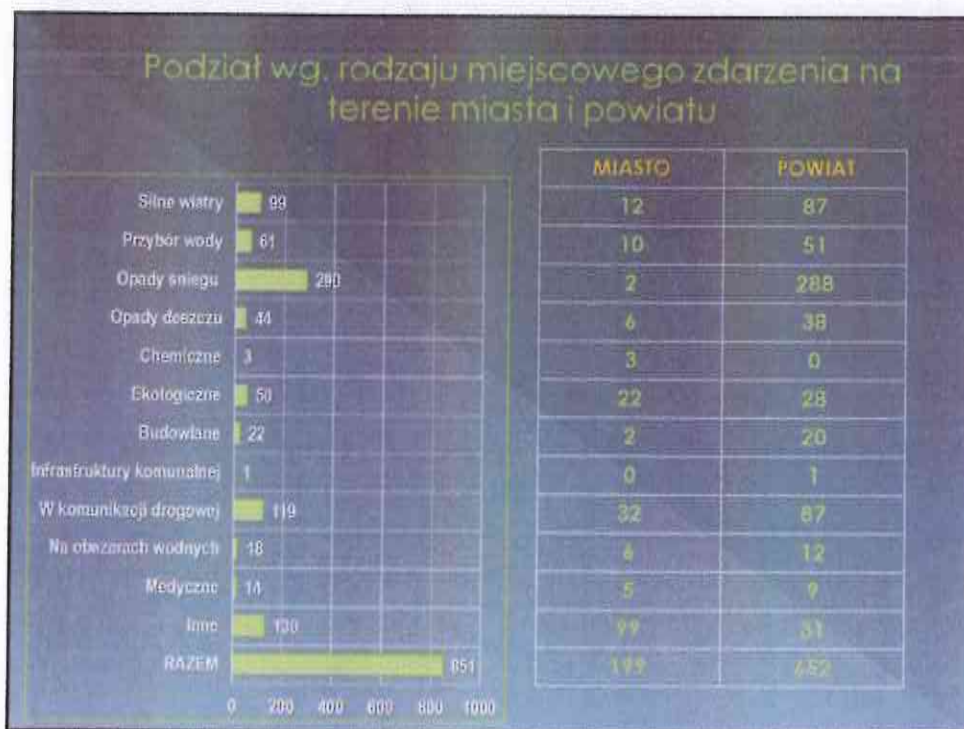 Podział wg. rodzaju miejscowego zdarzenia na
terenie miasta i powiatu
MIASTO POWIAT
Silne wiatry 99 12 87
Przybór wody 61 10 51
Opady śniegu 290 2 288
Opady deszczu 44 6 38
Chemiczne 3 3 0
Ekologiczne 50 22 28
Budowlane 22 2 20
Infrastruktury komunalnej 1 0 1
W komunikacji drogowej 119 32 87
Na obszarach wodnych 18 6 12
Medyczne 14 5 9
Inne 130 99 31
RAZEM 851 199 652
0 200 400 600 800 1000